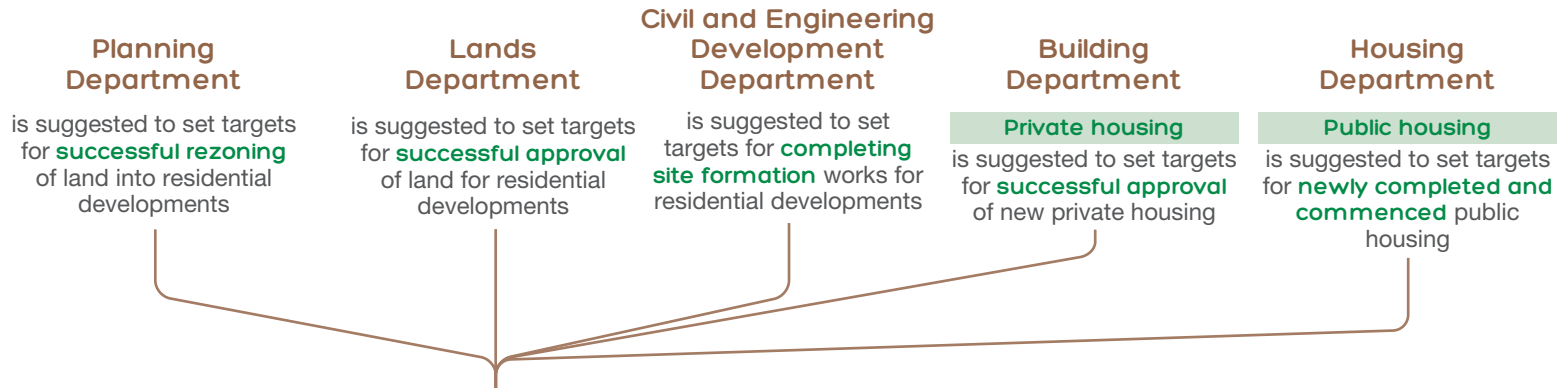 Planning
Department
is suggested to set targets
for successful rezoning
of land into residential
developments
Lands
Department
is suggested to set targets
for successful approval
of land for residential
developments
Civil and Engineering
Development
Department
is suggested to set
targets for completing
site formation works for
residential developments
Building
Department
Private housing
is suggested to set targets
for successful approval
of new private housing
Housing
Department
Public housing
is suggested to set targets
for newly completed and
commenced public
housing